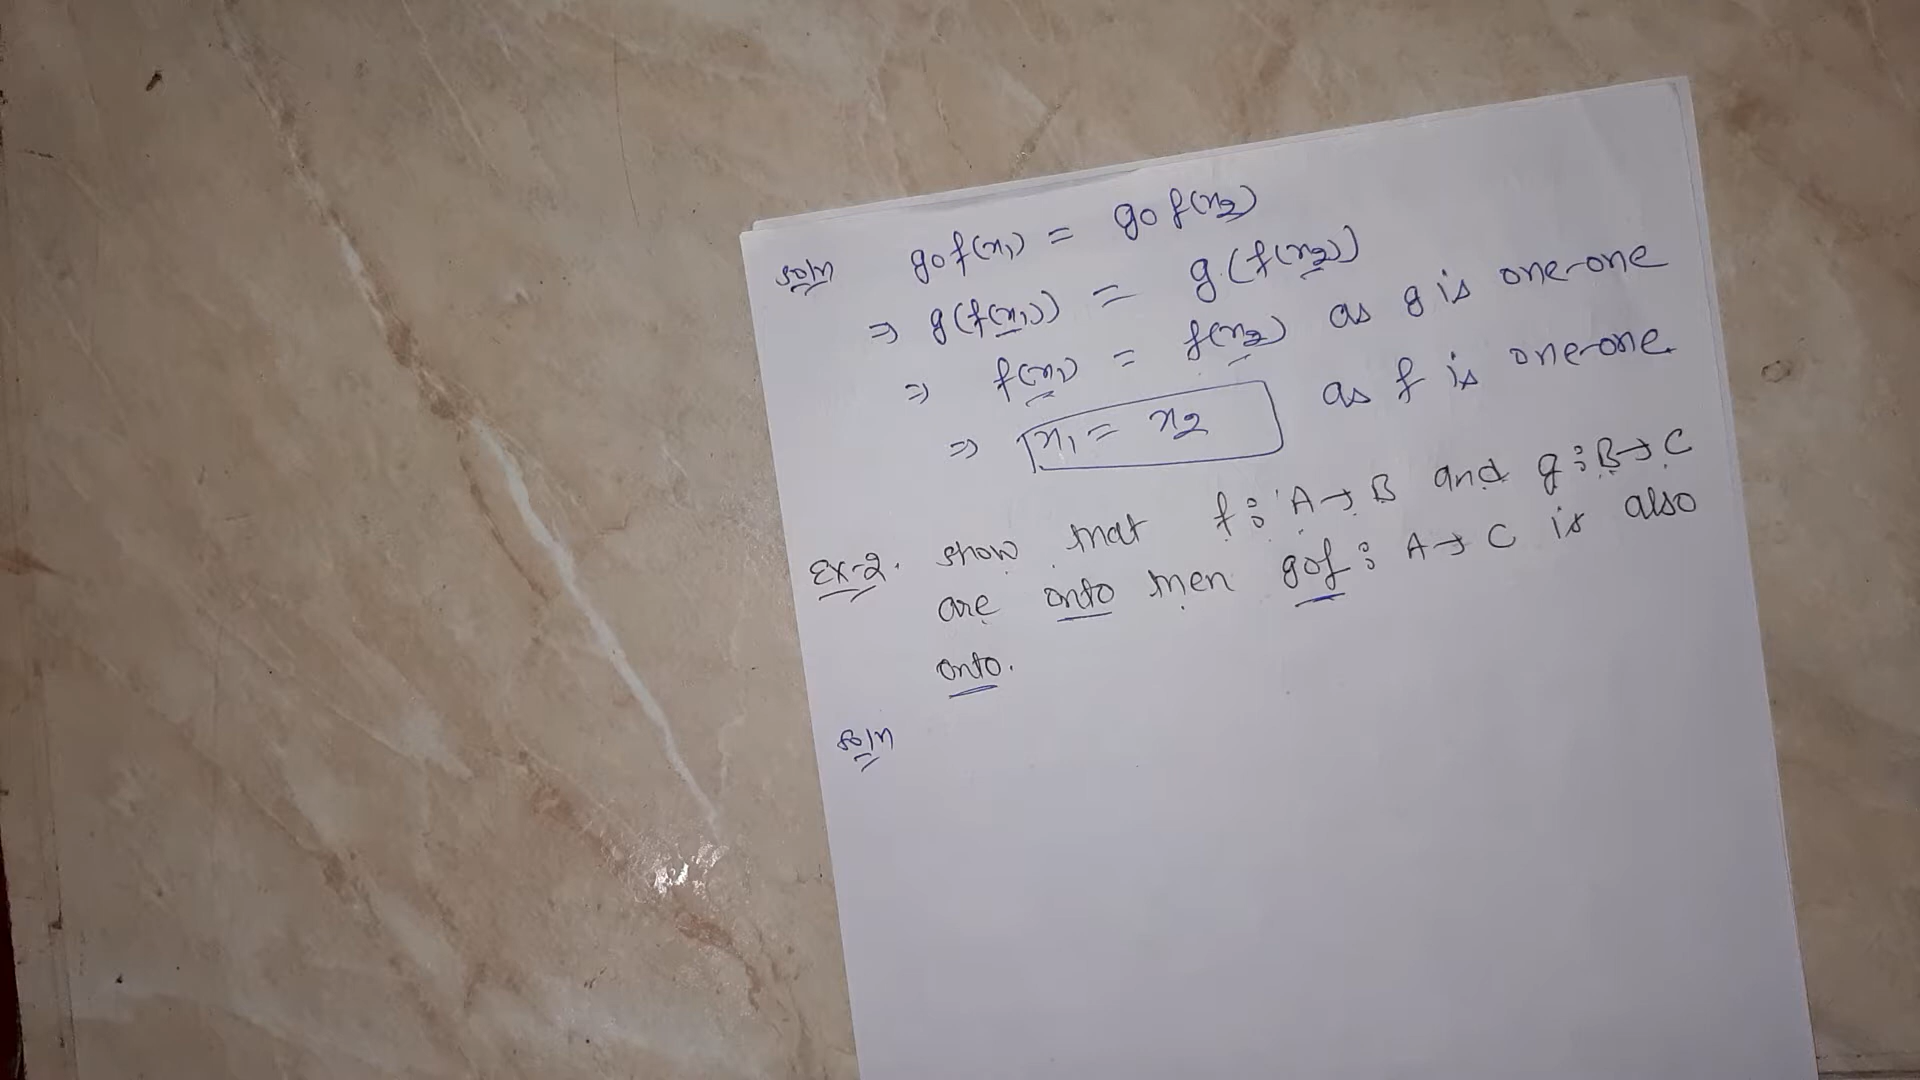 soln gof(x1) = gof(x2)
⇒ g(f(x1)) = g(f(x2))
⇒ f(x1) = f(x2) as g is one-one
⇒ x1 = x2 as f is one-one
Ex-2. show that f: A→B and g: B→C
are onto then gof: A→C is also
onto.
soln